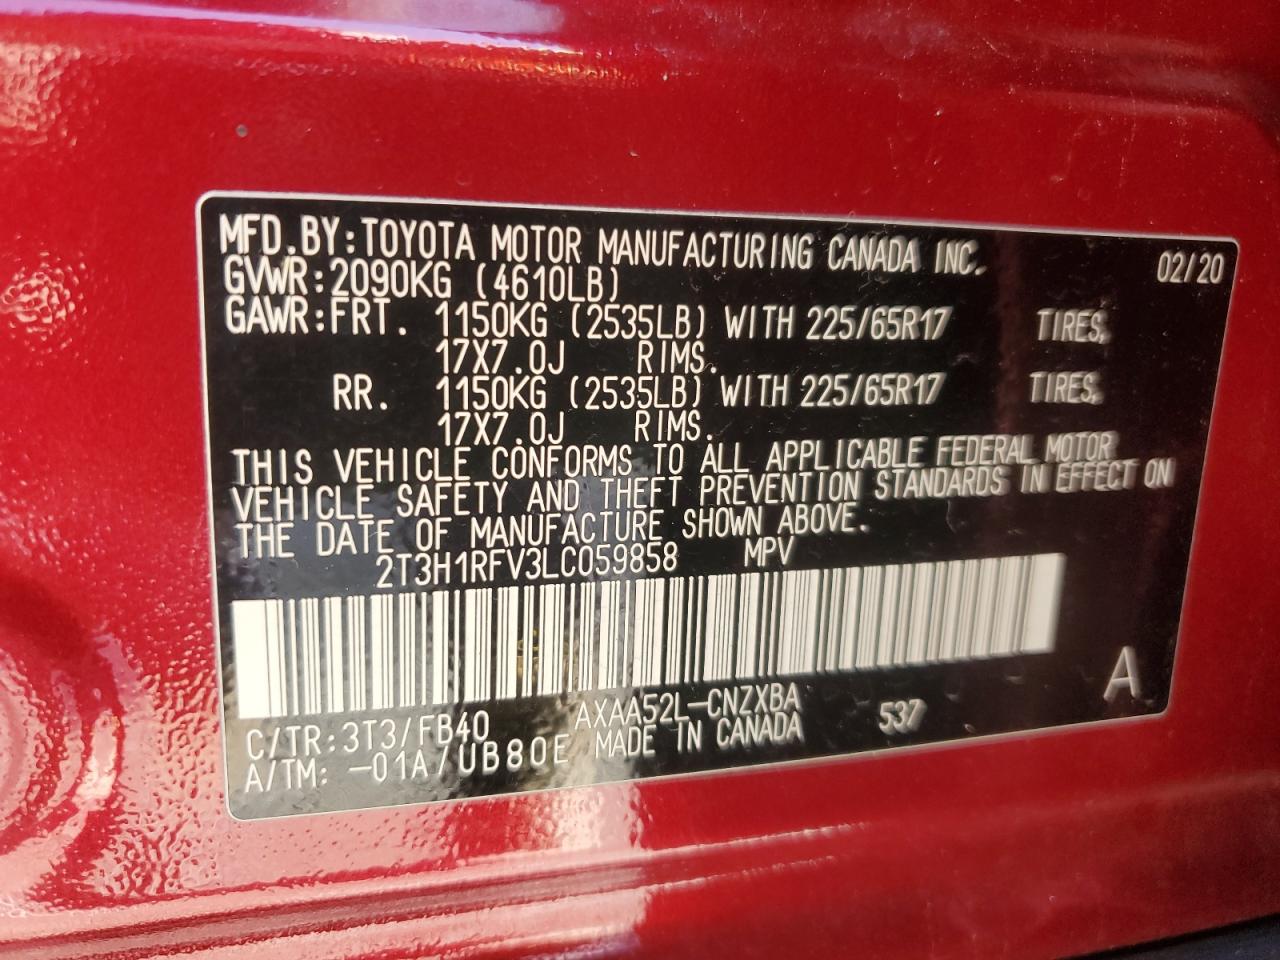 MFD.BY:TOYOTA MOTOR MANUFACTURING CANADA INC. 02/20
GVWR:2090KG (4610LB)
GAWR:FRT. 1150KG (2535LB) WITH 225/65R17 TIRES,
17X7.0J RIMS.
RR. 1150KG (2535LB) WITH 225/65R17 TIRES,
17X7.0J RIMS.
THIS VEHICLE CONFORMS TO ALL APPLICABLE FEDERAL MOTOR
VEHICLE SAFETY AND THEFT PREVENTION STANDARDS IN EFFECT ON
THE DATE OF MANUFACTURE SHOWN ABOVE.
2T3H1RFV3LC059858 MPV
A
C/TR:3T3/FB40 AXAA52L-CNZXBA 537
A/TM: -01A/UB80E MADE IN CANADA